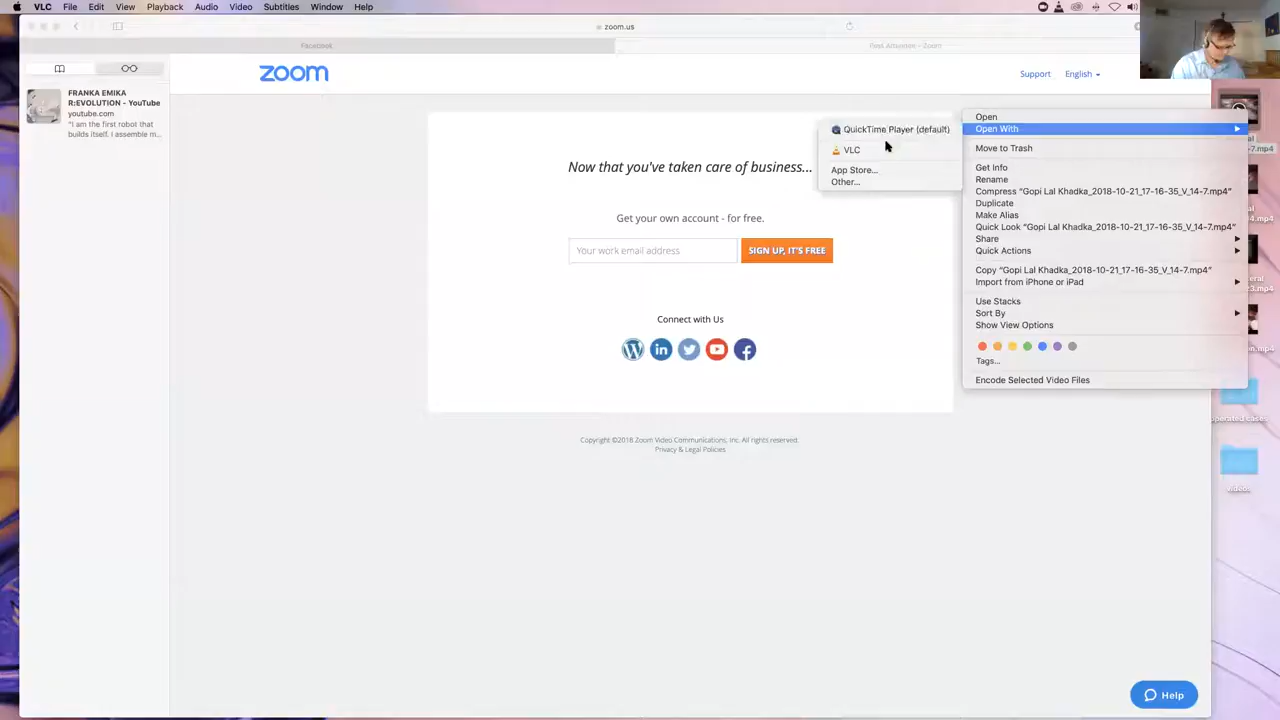 VLC File Edit View Playback Audio Video Subtitles Window Help
zoom.us
Facebook
Zoom
FRANKA EMIKA
R:EVOLUTION - YouTube
youtube.com
"I am the first robot that
builds itself. I assemble m...
zoom
Support English
Now that you've taken care of business...
Get your own account - for free.
Your work email address
SIGN UP, IT'S FREE
Connect with Us
Copyright ©2018 Zoom Video Communications, Inc. All rights reserved.
Privacy & Legal Policies
QuickTime Player (default)
VLC
App Store...
Other...
Open
Open With
Move to Trash
Get Info
Rename
Compress "Gopi Lal Khadka_2018-10-21_17-16-35_V_14-7.mp4"
Duplicate
Make Alias
Quick Look "Gopi Lal Khadka_2018-10-21_17-16-35_V_14-7.mp4"
Share
Quick Actions
Copy "Gopi Lal Khadka_2018-10-21_17-16-35_V_14-7.mp4"
Import from iPhone or iPad
Use Stacks
Sort By
Show View Options
Tags...
Encode Selected Video Files
videos
Help